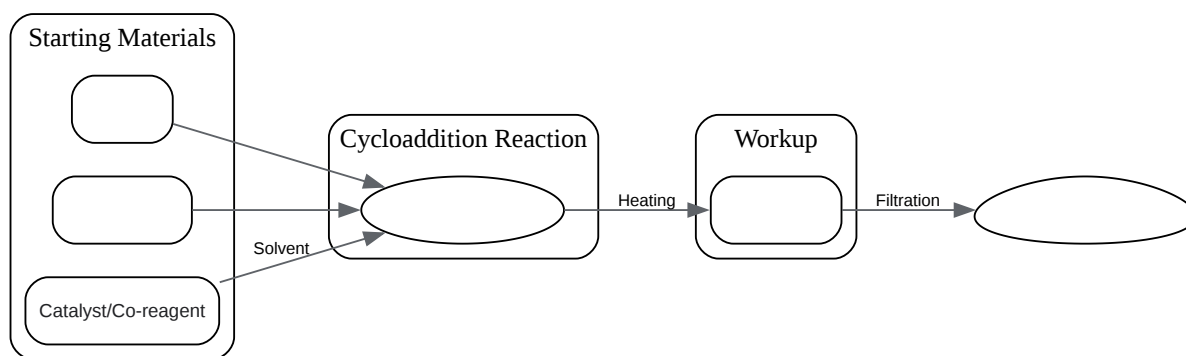 Starting Materials
Cycloaddition Reaction
Workup
Heating
Filtration
Solvent
Catalyst/Co-reagent